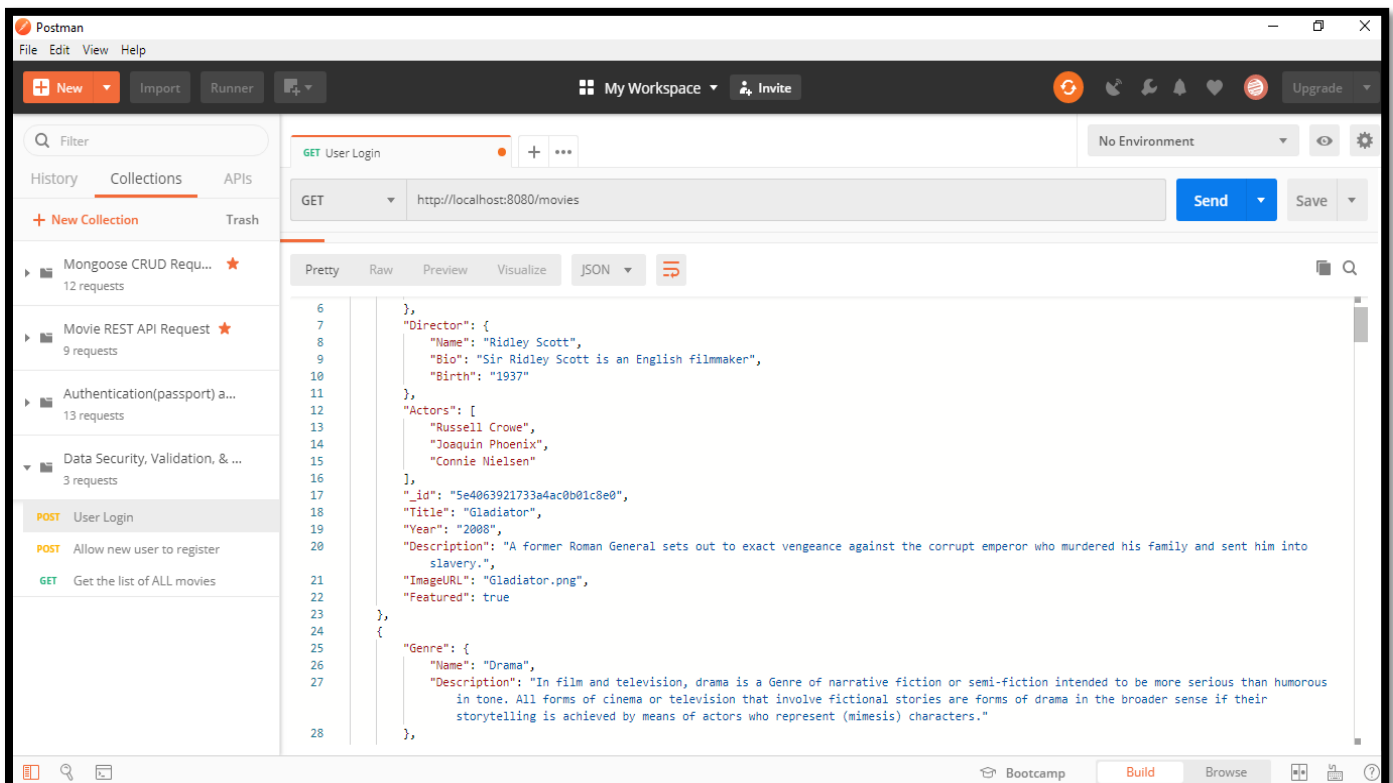 Postman
File Edit View Help
New
Import
Runner
My Workspace
Invite
Upgrade
Filter
History Collections APIs
+ New Collection Trash
Mongoose CRUD Requ...
12 requests
Movie REST API Request
9 requests
Authentication(passport) a...
13 requests
Data Security, Validation, & ...
3 requests
POST User Login
POST Allow new user to register
GET Get the list of ALL movies
GET User Login
No Environment
GET http://localhost:8080/movies
Send
Save
Pretty Raw Preview Visualize JSON
6 },
7 "Director": {
8 "Name": "Ridley Scott",
9 "Bio": "Sir Ridley Scott is an English filmmaker",
10 "Birth": "1937"
11 },
12 "Actors": [
13 "Russell Crowe",
14 "Joaquin Phoenix",
15 "Connie Nielsen"
16 ],
17 "_id": "5e4063921733a4ac0b01c8e0",
18 "Title": "Gladiator",
19 "Year": "2008",
20 "Description": "A former Roman General sets out to exact vengeance against the corrupt emperor who murdered his family and sent him into
slavery.",
21 "ImageURL": "Gladiator.png",
22 "Featured": true
23 },
24 {
25 "Genre": {
26 "Name": "Drama",
27 "Description": "In film and television, drama is a Genre of narrative fiction or semi-fiction intended to be more serious than humorous
in tone. All forms of cinema or television that involve fictional stories are forms of drama in the broader sense if their
storytelling is achieved by means of actors who represent (mimesis) characters."
28 },
Bootcamp Build Browse